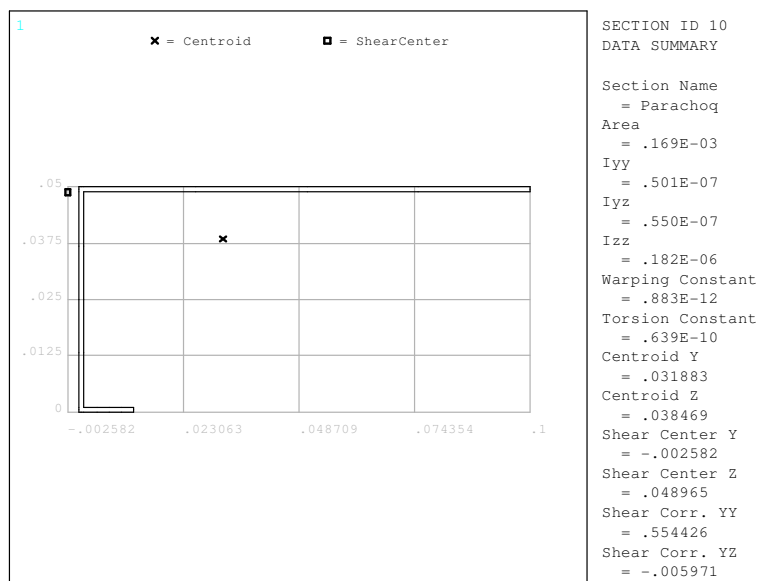 1
× = Centroid
= ShearCenter
.05
.0375
.025
.0125
0
-.002582
.023063
.048709
.074354
.1
SECTION ID 10
DATA SUMMARY
Section Name
= Parachoq
Area
= .169E-03
Iyy
= .501E-07
Iyz
= .550E-07
Izz
= .182E-06
Warping Constant
= .883E-12
Torsion Constant
= .639E-10
Centroid Y
= .031883
Centroid Z
= .038469
Shear Center Y
= -.002582
Shear Center Z
= .048965
Shear Corr. YY
= .554426
Shear Corr. YZ
= -.005971